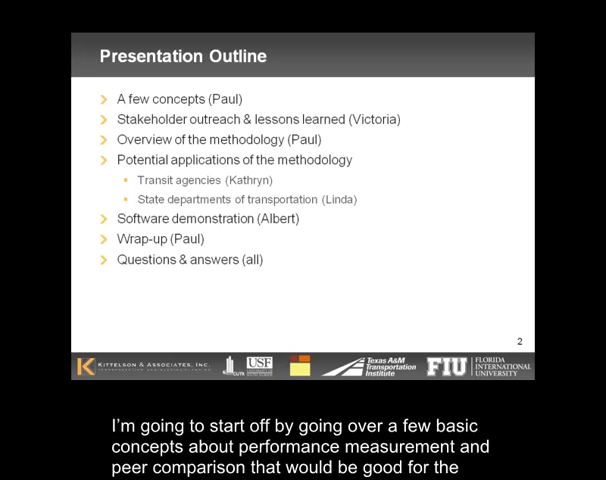 Presentation Outline
A few concepts (Paul)
Stakeholder outreach & lessons learned (Victoria)
Overview of the methodology (Paul)
Potential applications of the methodology
Transit agencies (Kathryn)
State departments of transportation (Linda)
Software demonstration (Albert)
Wrap-up (Paul)
Questions & answers (all)
2
KITTELSON & ASSOCIATES, INC.
CUTR
USF
Texas A&M
Transportation
Institute
FIU
FLORIDA
INTERNATIONAL
UNIVERSITY
I'm going to start off by going over a few basic
concepts about performance measurement and
peer comparison that would be good for the